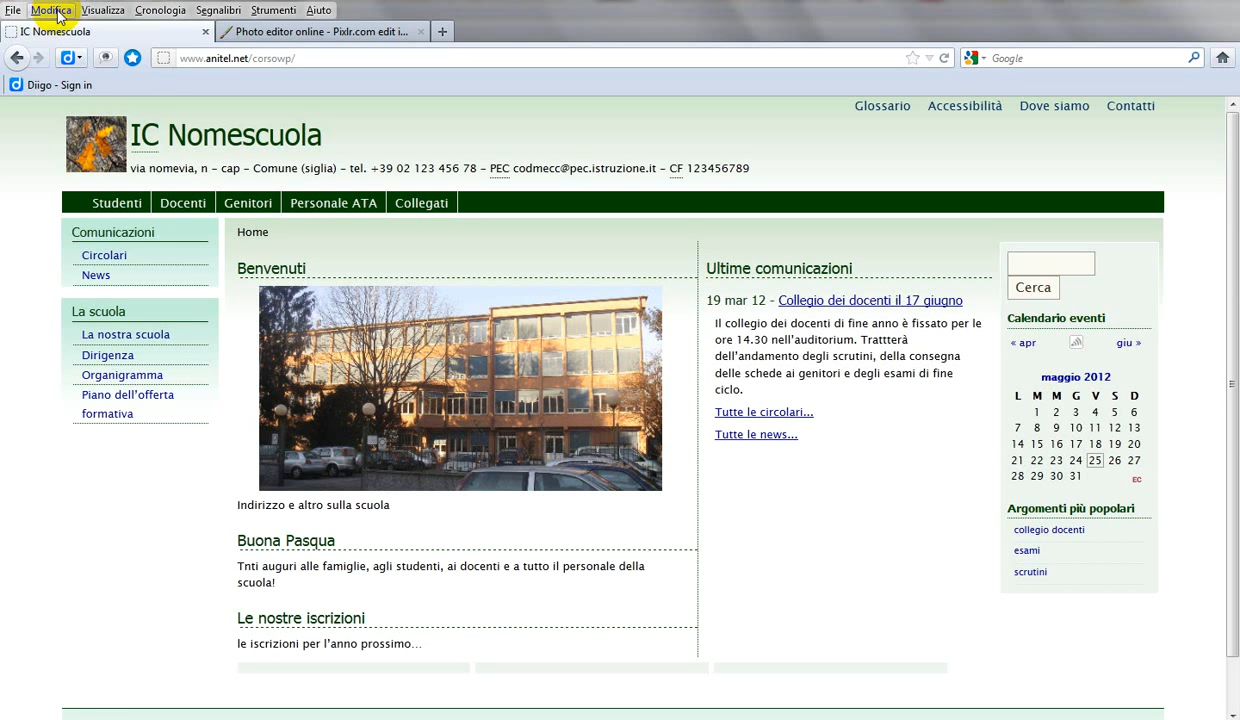 File Modifica Visualizza Cronologia Segnalibri Strumenti Aiuto
IC Nomescuola
Photo editor online - Pixlr.com edit i...
www.anitel.net/corsowp/
Google
Diigo - Sign in
Glossario Accessibilità Dove siamo Contatti
IC Nomescuola
via nomevia, n – cap – Comune (siglia) – tel. +39 02 123 456 78 – PEC codmecc@pec.istruzione.it – CF 123456789
Studenti Docenti Genitori Personale ATA Collegati
Comunicazioni
Circolari
News
La scuola
La nostra scuola
Dirigenza
Organigramma
Piano dell'offerta
formativa
Home
Benvenuti
Indirizzo e altro sulla scuola
Buona Pasqua
Tnti auguri alle famiglie, agli studenti, ai docenti e a tutto il personale della
scuola!
Le nostre iscrizioni
le iscrizioni per l'anno prossimo...
Ultime comunicazioni
19 mar 12 - Collegio dei docenti il 17 giugno
Il collegio dei docenti di fine anno è fissato per le
ore 14.30 nell'auditorium. Trattterà
dell'andamento degli scrutini, della consegna
delle schede ai genitori e degli esami di fine
ciclo.
Tutte le circolari...
Tutte le news...
Cerca
Calendario eventi
« apr giu »
maggio 2012
L M M G V S D
1 2 3 4 5 6
7 8 9 10 11 12 13
14 15 16 17 18 19 20
21 22 23 24 25 26 27
28 29 30 31
EC
Argomenti più popolari
collegio docenti
esami
scrutini